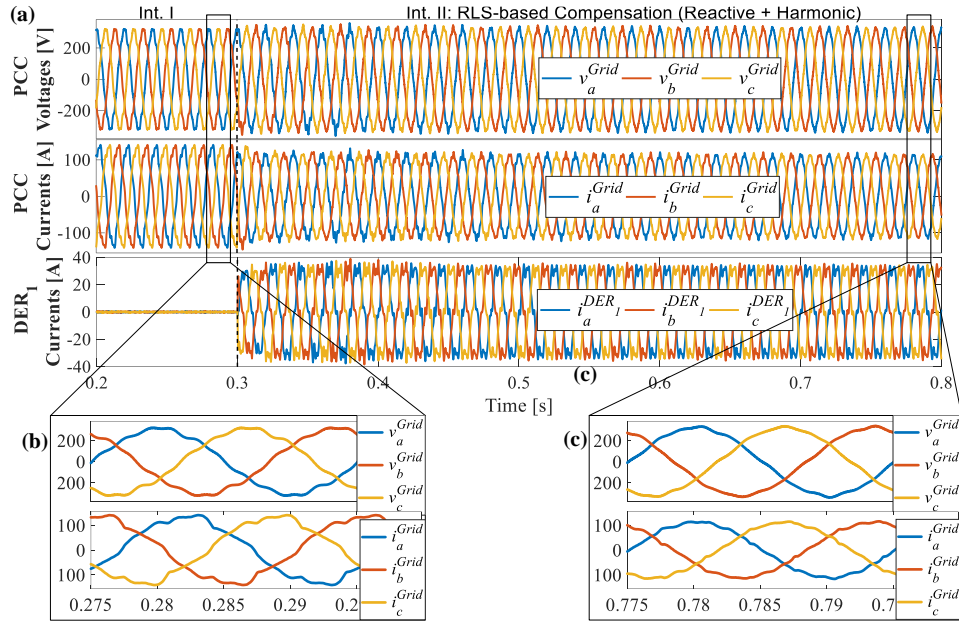 (a)
Int. I
Int. II: RLS-based Compensation (Reactive + Harmonic)
PCC
Voltages [V]
200
0
-200
v_a^Grid v_b^Grid v_c^Grid
PCC
Currents [A]
100
0
-100
i_a^Grid i_b^Grid i_c^Grid
DER_1
Currents [A]
40
20
0
-20
-40
i_a^DER_1 i_b^DER_1 i_c^DER_1
0.2 0.3 0.4 0.5 0.6 0.7 0.8
(c)
Time [s]
(b)
200
0
200
v_a^Grid
v_b^Grid
v_c^Grid
100
0
100
i_a^Grid
i_b^Grid
i_c^Grid
0.275 0.28 0.285 0.29 0.2
(c)
200
0
200
v_a^Grid
v_b^Grid
v_c^Grid
100
0
100
i_a^Grid
i_b^Grid
i_c^Grid
0.775 0.78 0.785 0.79 0.7